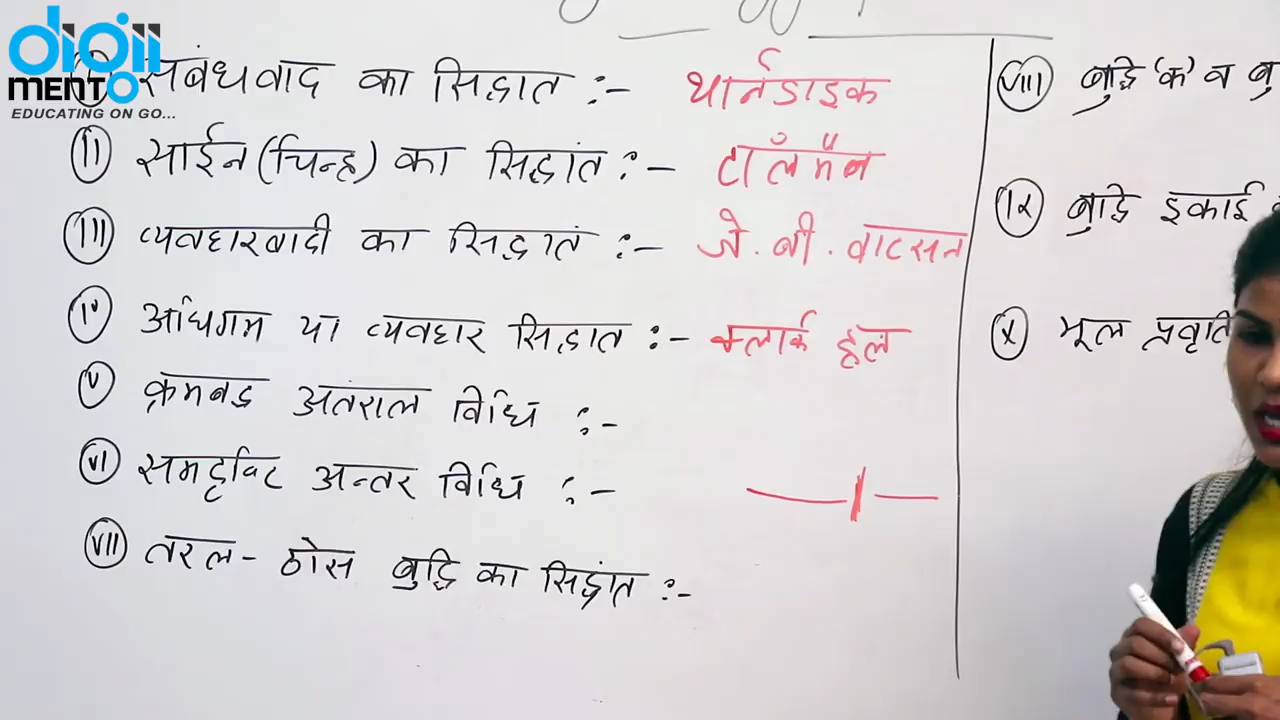 digii
MENTO
EDUCATING ON GO...
संबंधवाद का सिद्वात :- थार्नडाइक
II साईन (चिन्ह) का सिद्वांत :- टॉलमैन
III व्यवहारवादी का सिद्वातं :- जे. बी. वाटसन
IV अधिगम या व्यवहार सिद्वात :- क्लार्क हल
V क्रमबद्ध अतंराल विधि :-
VI समदृष्टि अन्तर विधि :-
VII तरल - ठोस बुद्धि का सिद्वांत :-
VIII बुद्धि 'क' व बु
IX बुद्धि इकाई
X मूल प्रवृति